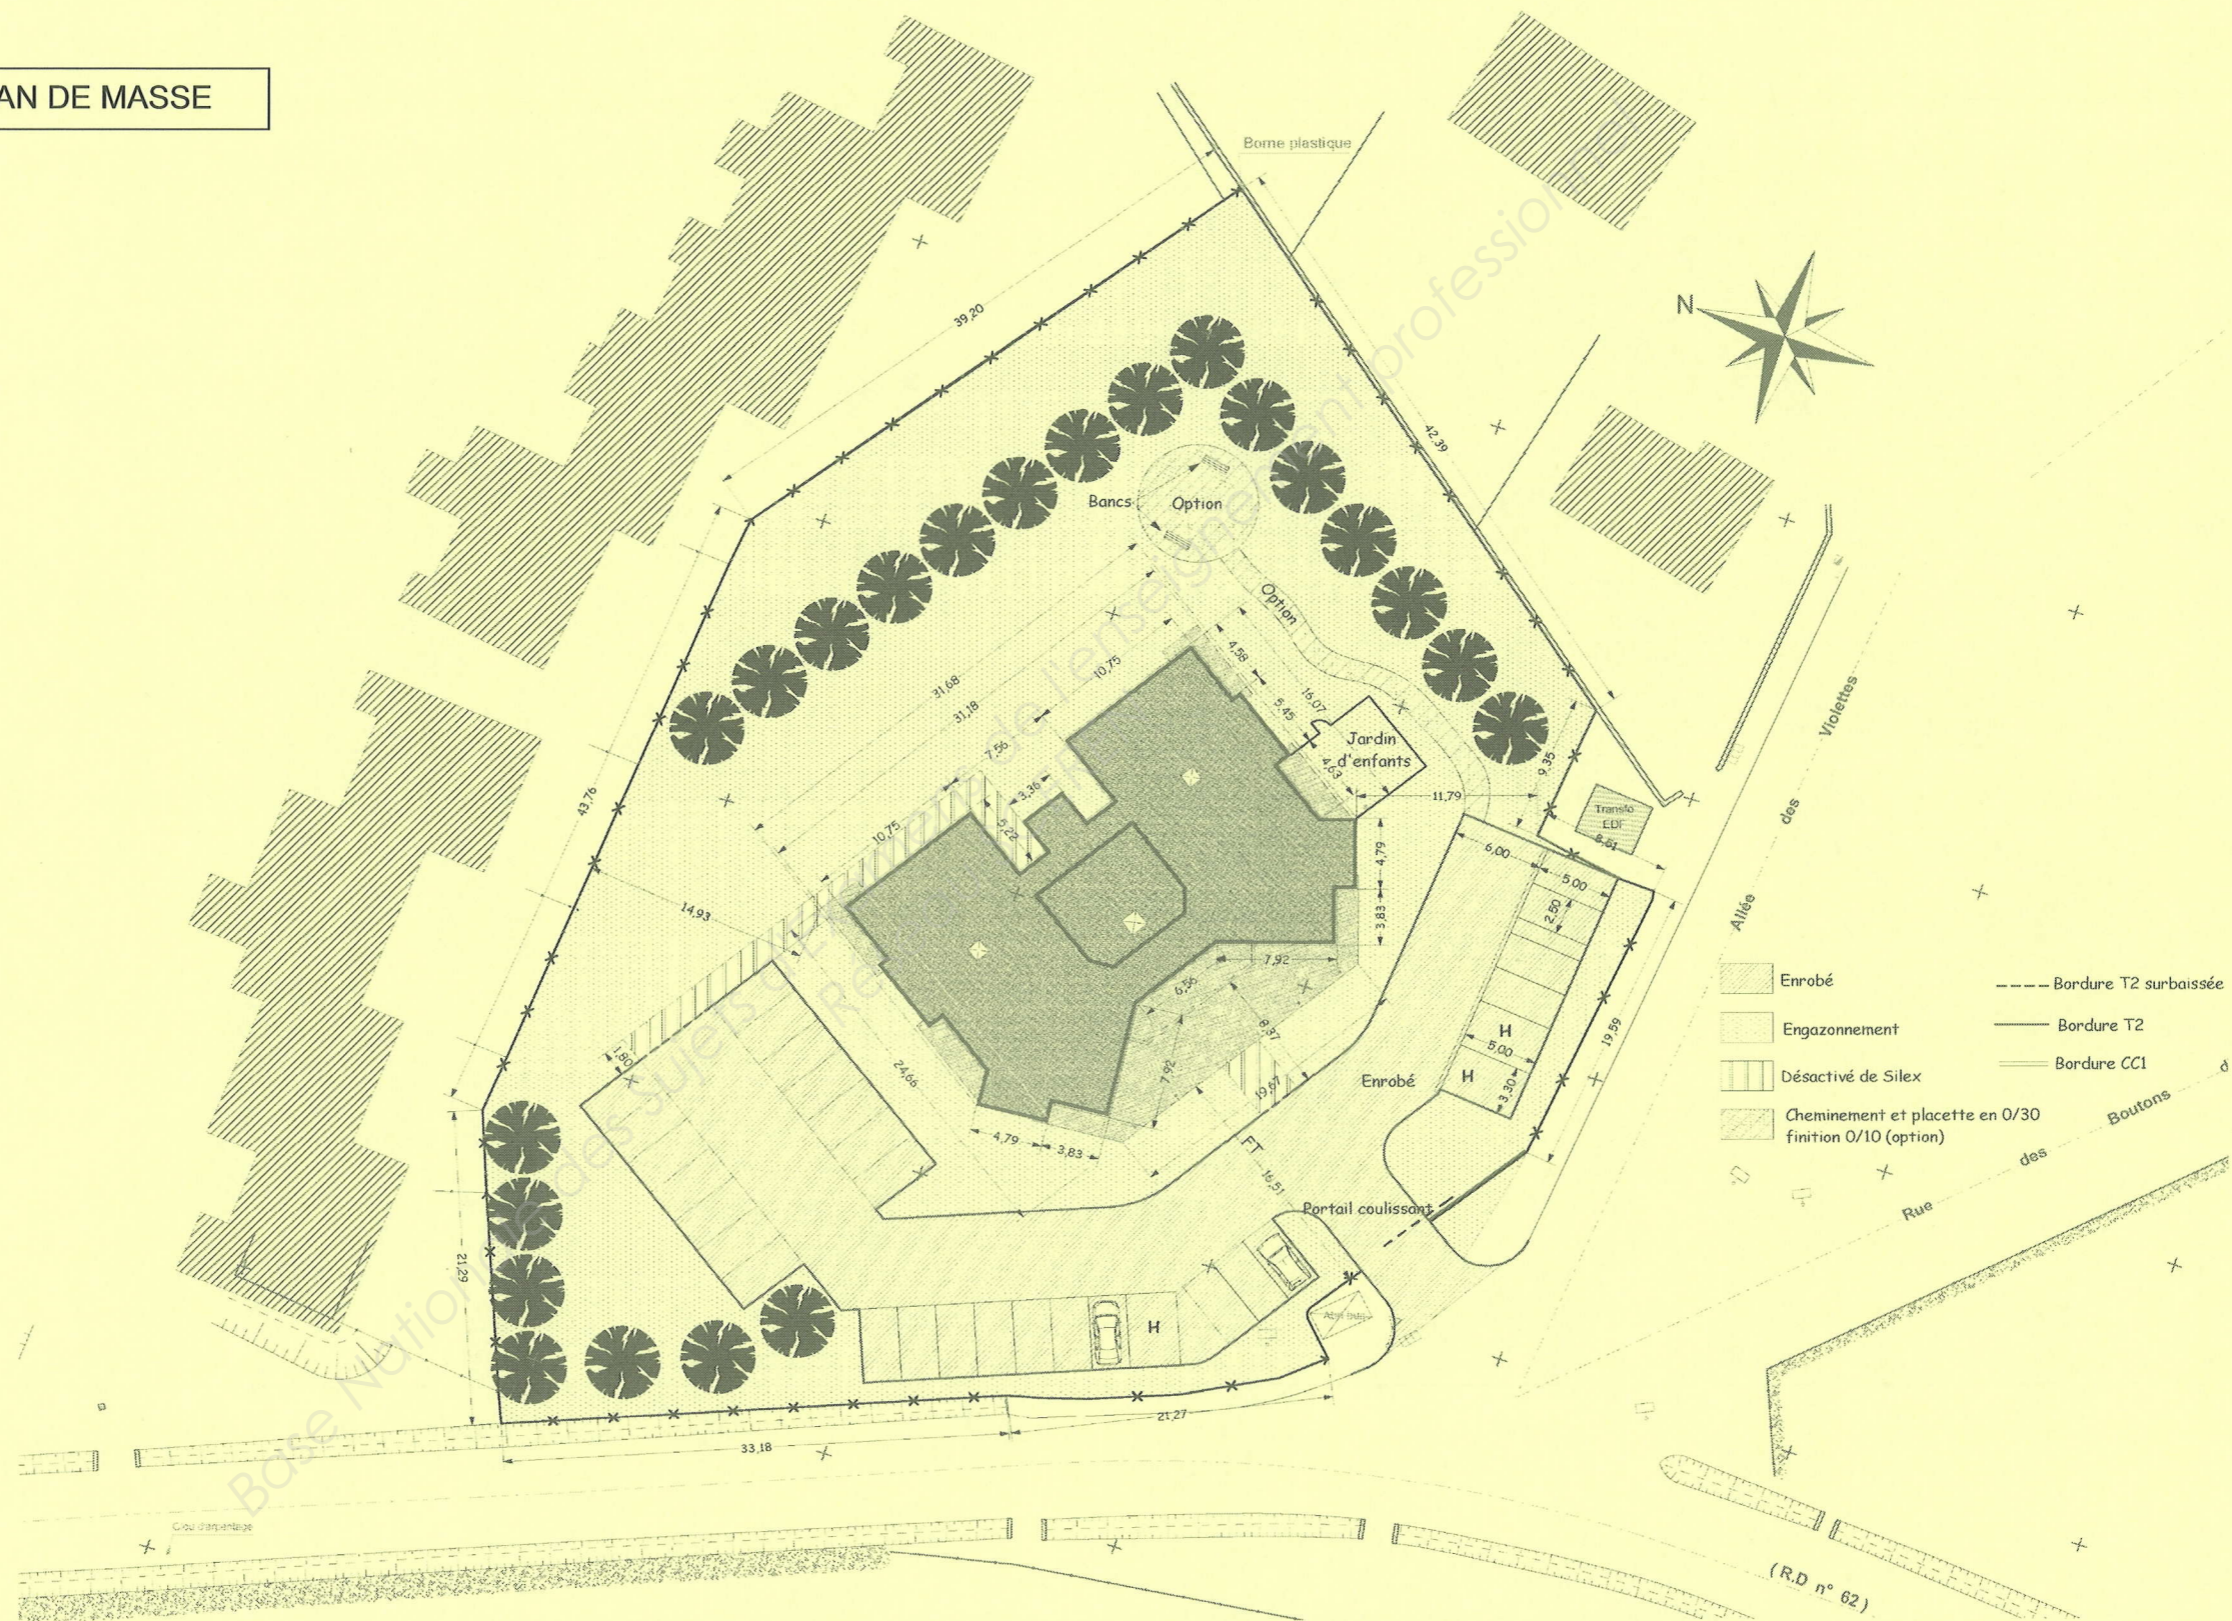 AN DE MASSE
Borne plastique
N
39,20
42,39
Bancs
Option
Option
43,76
31,68
31,18
10,75
7,56
3,36
5,22
10,75
4,58
16,07
5,45
4,63
Jardin
d'enfants
11,79
9,35
Transfo
EDF
8,51
6,00
5,00
2,50
4,79
3,83
14,93
7,92
6,56
8,37
7,92
19,67
1,80
24,66
4,79
3,83
FT
16,51
Enrobé
H
5,00
H
3,30
19,59
Portail coulissant
H
21,29
33,18
21,27
Allée
des
Violettes
Rue
des
Boutons
d
Enrobé
Engazonnement
Désactivé de Silex
Cheminement et placette en 0/30
finition 0/10 (option)
Bordure T2 surbaissée
Bordure T2
Bordure CC1
Clou d'arpentage
(R.D n° 62)